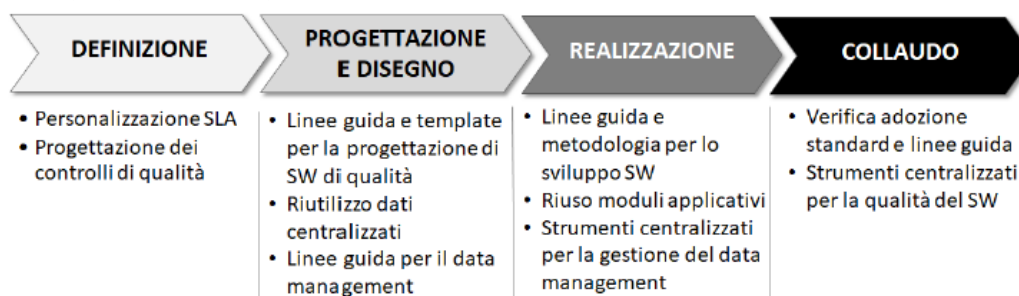 DEFINIZIONE
• Personalizzazione SLA
• Progettazione dei
controlli di qualità
PROGETTAZIONE
E DISEGNO
• Linee guida e template
per la progettazione di
SW di qualità
• Riutilizzo dati
centralizzati
• Linee guida per il data
management
REALIZZAZIONE
• Linee guida e
metodologia per lo
sviluppo SW
• Riuso moduli applicativi
• Strumenti centralizzati
per la gestione del data
management
COLLAUDO
• Verifica adozione
standard e linee guida
• Strumenti centralizzati
per la qualità del SW